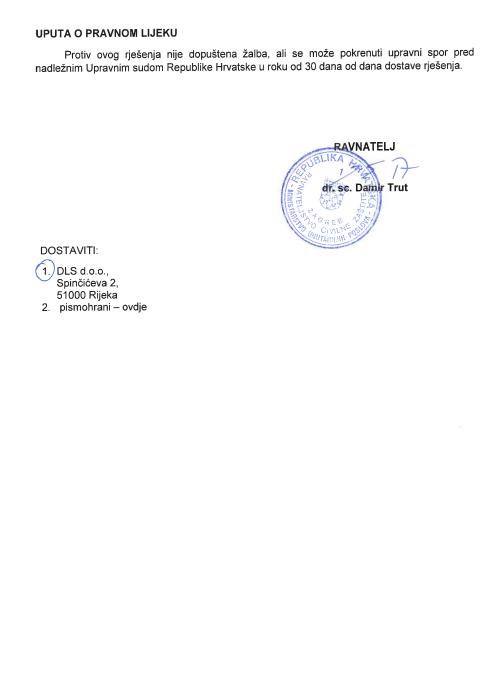 UPUTA O PRAVNOM LIJEKU
Protiv ovog rješenja nije dopuštena žalba, ali se može pokrenuti upravni spor pred
nadležnim Upravnim sudom Republike Hrvatske u roku od 30 dana od dana dostave rješenja.
RAVNATELJ
REPUBLIKA HRVATSKA
MINISTARSTVO UNUTARNJIH POSLOVA
RAVNATELJSTVO CIVILNE ZAŠTITE
ZAGREB
1
dr. sc. Damir Trut
DOSTAVITI:
1. DLS d.o.o.,
Spinčićeva 2,
51000 Rijeka
2. pismohrani – ovdje